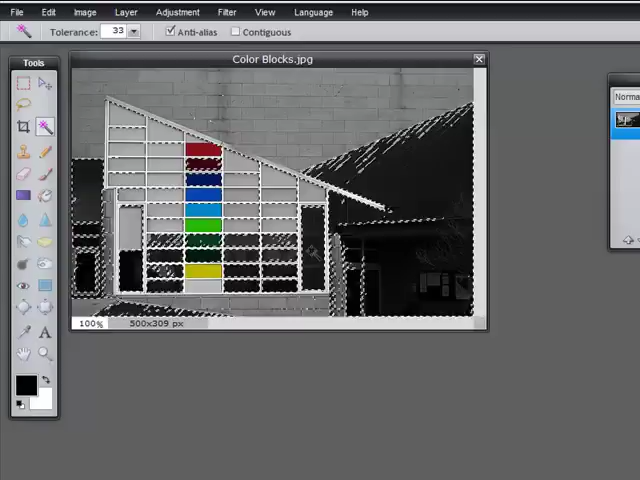 File Edit Image Layer Adjustment Filter View Language Help
Tolerance: 33 Anti-alias Contiguous
Tools
Color Blocks.jpg
Norma
A
100% 500x309 px